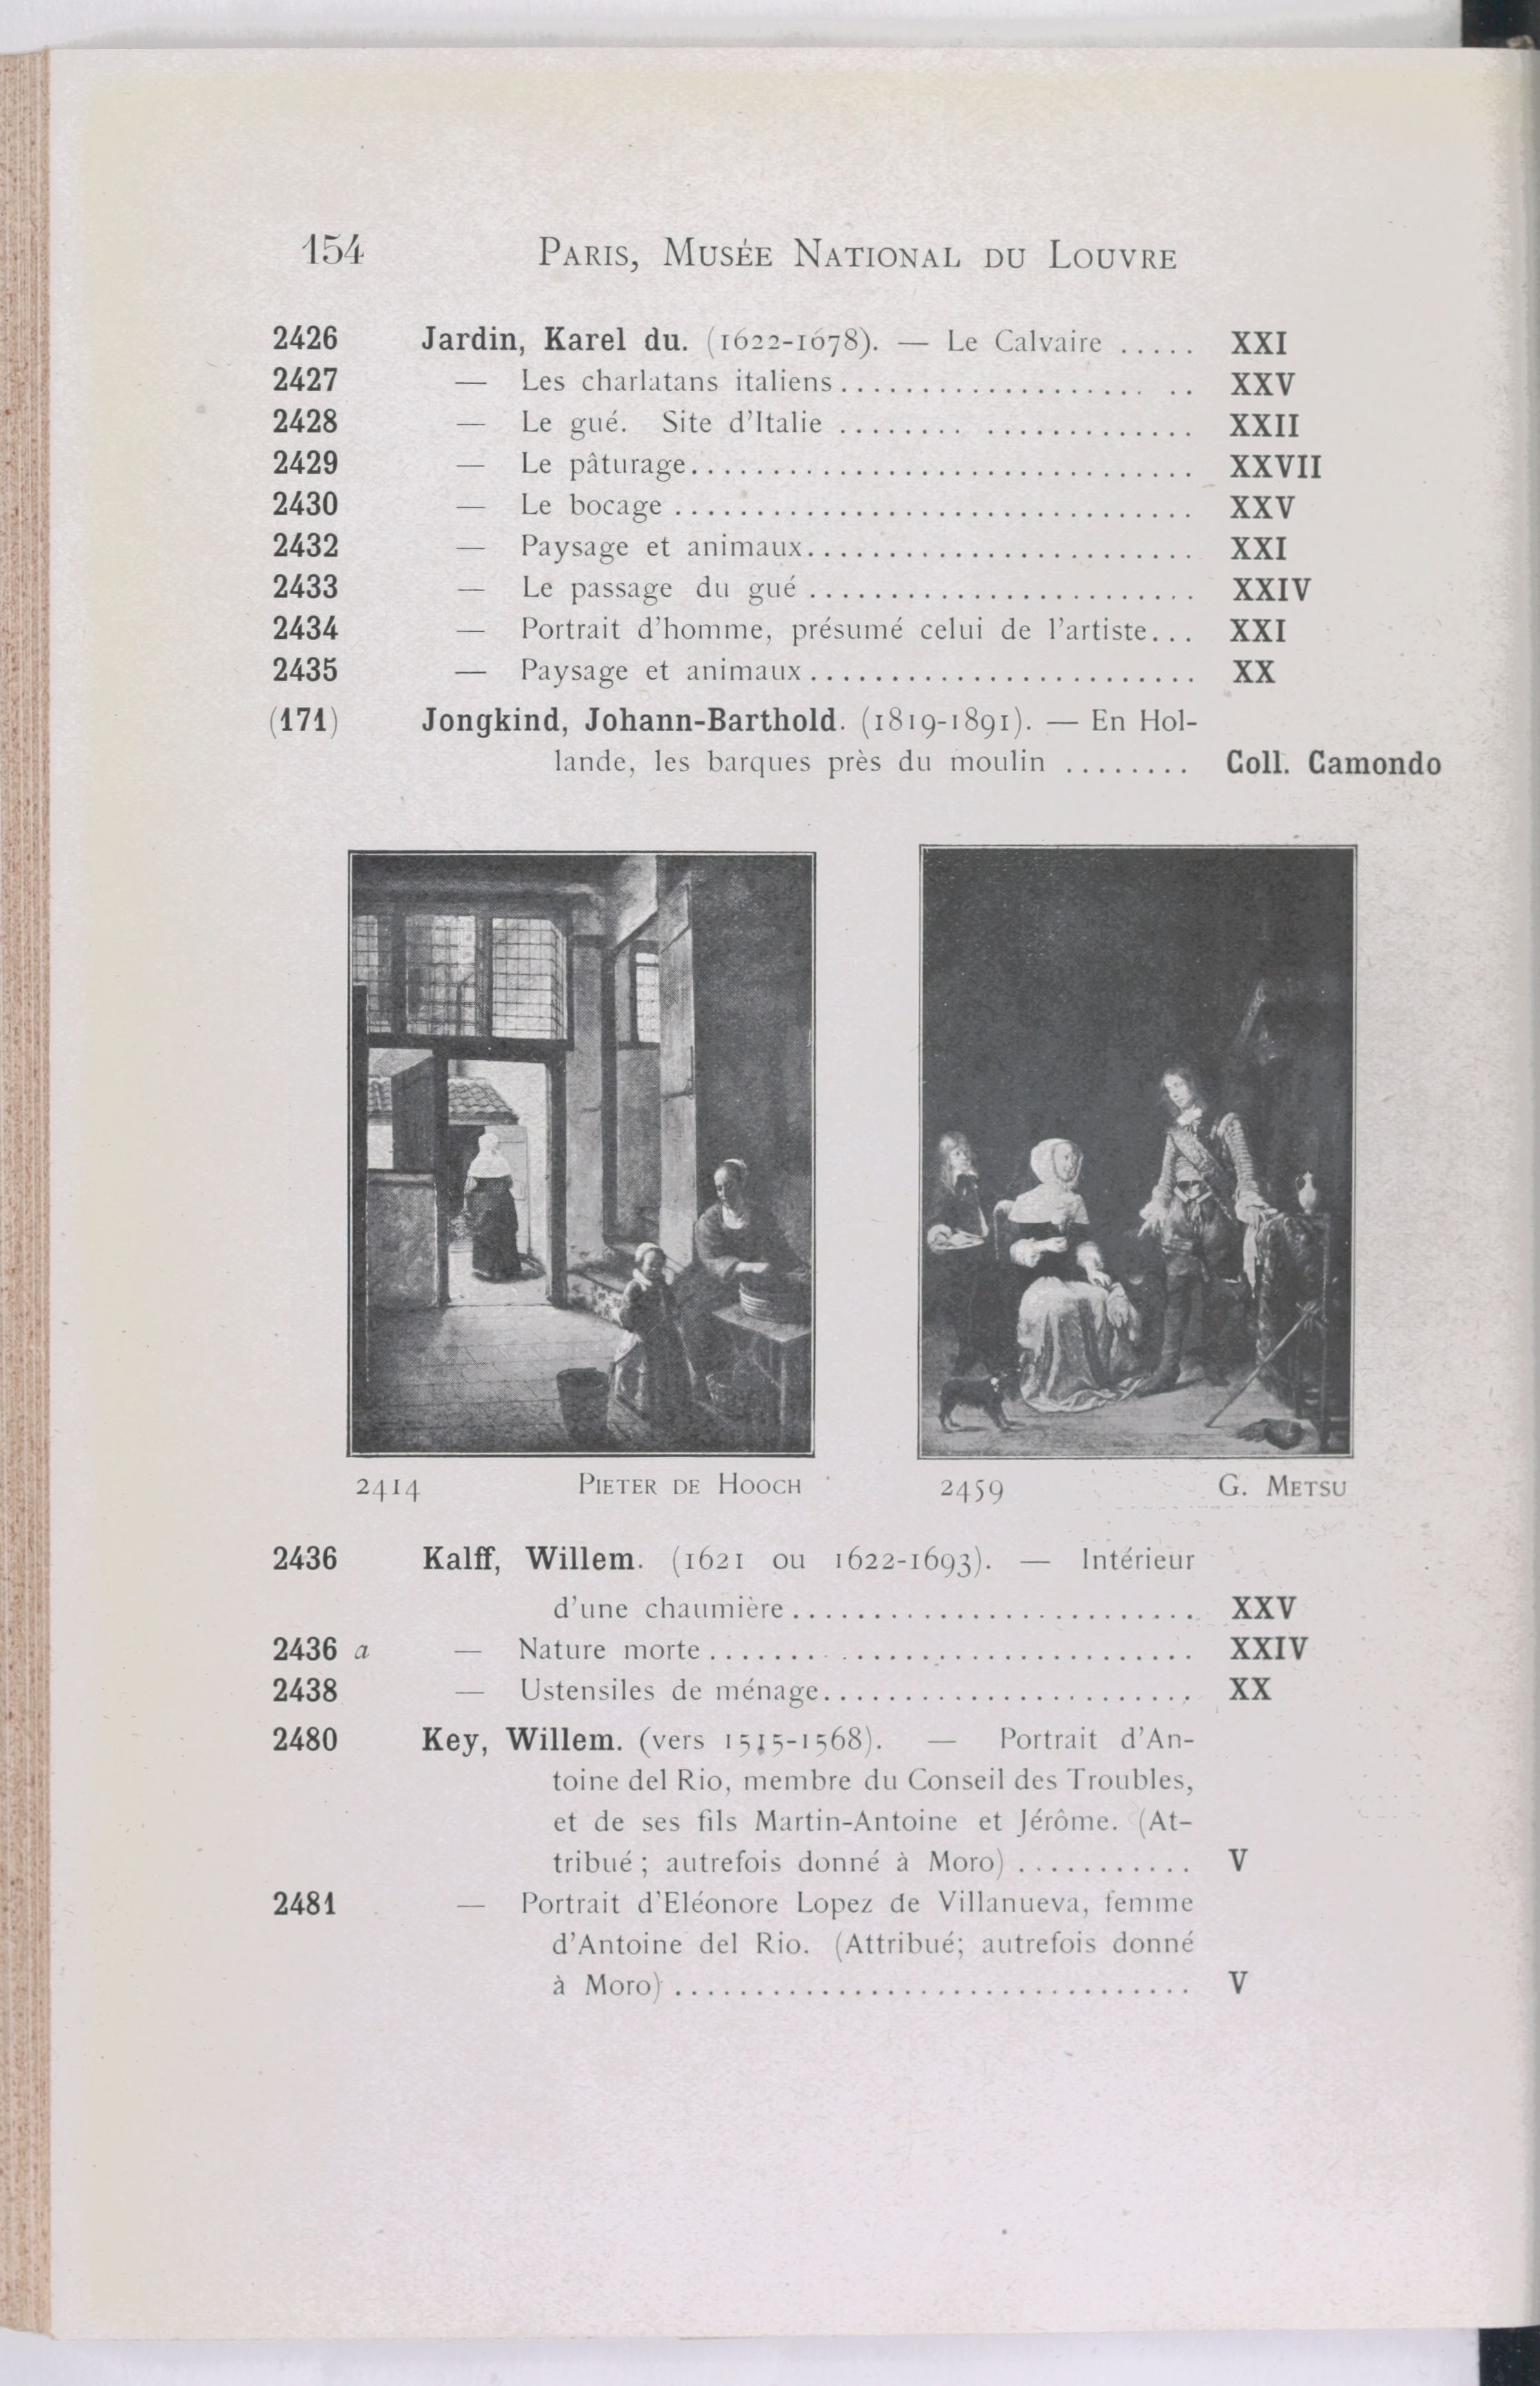 154 PARIS, MUSÉE NATIONAL DU LOUVRE
2426 Jardin, Karel du. (1622-1678). — Le Calvaire ..... XXI
2427 — Les charlatans italiens................... .. XXV
2428 — Le gué. Site d'Italie ........ ............. XXII
2429 — Le pâturage............................... XXVII
2430 — Le bocage ................................ XXV
2432 — Paysage et animaux........................ XXI
2433 — Le passage du gué ........................ XXIV
2434 — Portrait d'homme, présumé celui de l'artiste... XXI
2435 — Paysage et animaux........................ XX
(171) Jongkind, Johann-Barthold. (1819-1891). — En Hol-
lande, les barques près du moulin ........ Coll. Camondo
2414 PIETER DE HOOCH
2459 G. METSU
2436 Kalff, Willem. (1621 ou 1622-1693). — Intérieur
d'une chaumière......................... XXV
2436 a — Nature morte.............................. XXIV
2438 — Ustensiles de ménage....................... XX
2480 Key, Willem. (vers 1515-1568). — Portrait d'An-
toine del Rio, membre du Conseil des Troubles,
et de ses fils Martin-Antoine et Jérôme. (At-
tribué ; autrefois donné à Moro) ........... V
2481 — Portrait d'Eléonore Lopez de Villanueva, femme
d'Antoine del Rio. (Attribué; autrefois donné
à Moro) ................................ V